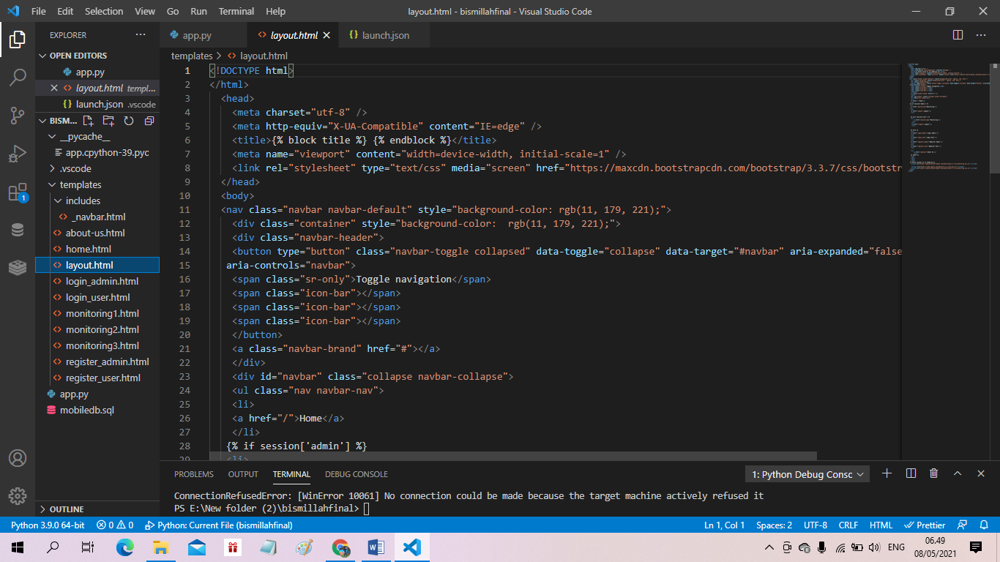 File Edit Selection View Go Run Terminal Help layout.html - bismillahfinal - Visual Studio Code
EXPLORER ...
OPEN EDITORS
app.py
layout.html templ...
launch.json .vscode
BISM...
__pycache__
app.cpython-39.pyc
.vscode
templates
includes
_navbar.html
about-us.html
home.html
layout.html
login_admin.html
login_user.html
monitoring1.html
monitoring2.html
monitoring3.html
register_admin.html
register_user.html
app.py
mobiledb.sql
OUTLINE
1
app.py layout.html launch.json ...
templates > layout.html
1 <!DOCTYPE html>
2 </html>
3 <head>
4 <meta charset="utf-8" />
5 <meta http-equiv="X-UA-Compatible" content="IE=edge" />
6 <title>{% block title %} {% endblock %}</title>
7 <meta name="viewport" content="width=device-width, initial-scale=1" />
8 <link rel="stylesheet" type="text/css" media="screen" href="https://maxcdn.bootstrapcdn.com/bootstrap/3.3.7/css/bootstr
9 </head>
10 <body>
11 <nav class="navbar navbar-default" style="background-color: rgb(11, 179, 221);">
12 <div class="container" style="background-color:  rgb(11, 179, 221);">
13 <div class="navbar-header">
14 <button type="button" class="navbar-toggle collapsed" data-toggle="collapse" data-target="#navbar" aria-expanded="false
15 aria-controls="navbar">
16 <span class="sr-only">Toggle navigation</span>
17 <span class="icon-bar"></span>
18 <span class="icon-bar"></span>
19 <span class="icon-bar"></span>
20 </button>
21 <a class="navbar-brand" href="#"></a>
22 </div>
23 <div id="navbar" class="collapse navbar-collapse">
24 <ul class="nav navbar-nav">
25 <li>
26 <a href="/">Home</a>
27 </li>
28 {% if session['admin'] %}
29 <li>
PROBLEMS OUTPUT TERMINAL DEBUG CONSOLE 1: Python Debug Consc
ConnectionRefusedError: [WinError 10061] No connection could be made because the target machine actively refused it
PS E:\New folder (2)\bismillahfinal>
Python 3.9.0 64-bit 0 0 Python: Current File (bismillahfinal) Ln 1, Col 1 Spaces: 2 UTF-8 CRLF HTML Prettier
ENG 06.49
08/05/2021